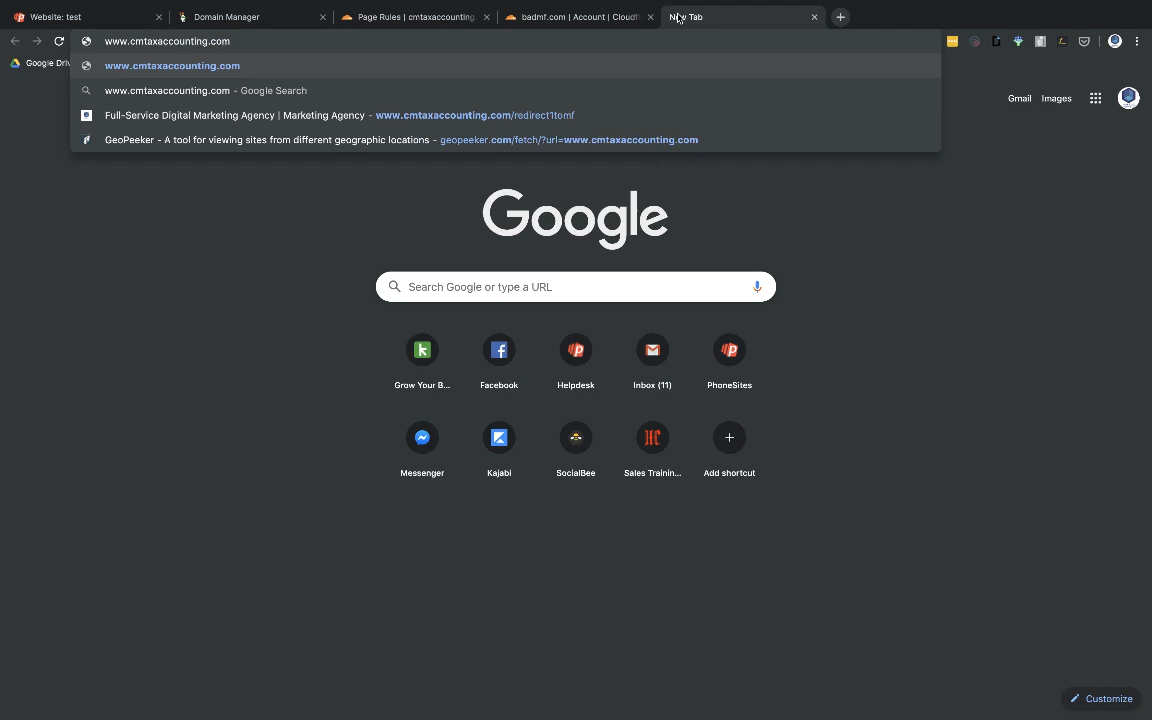 Website: test
Domain Manager
Page Rules | cmtaxaccounting.
badmf.com | Account | Cloudfl
Tab
www.cmtaxaccounting.com
Google Driv
www.cmtaxaccounting.com
www.cmtaxaccounting.com - Google Search
Full-Service Digital Marketing Agency | Marketing Agency - www.cmtaxaccounting.com/redirect1tomf
GeoPeeker - A tool for viewing sites from different geographic locations - geopeeker.com/fetch/?url=www.cmtaxaccounting.com
Gmail Images
Google
Search Google or type a URL
Grow Your B... Facebook Helpdesk Inbox (11) PhoneSites
Messenger Kajabi SocialBee Sales Trainin... Add shortcut
Customize